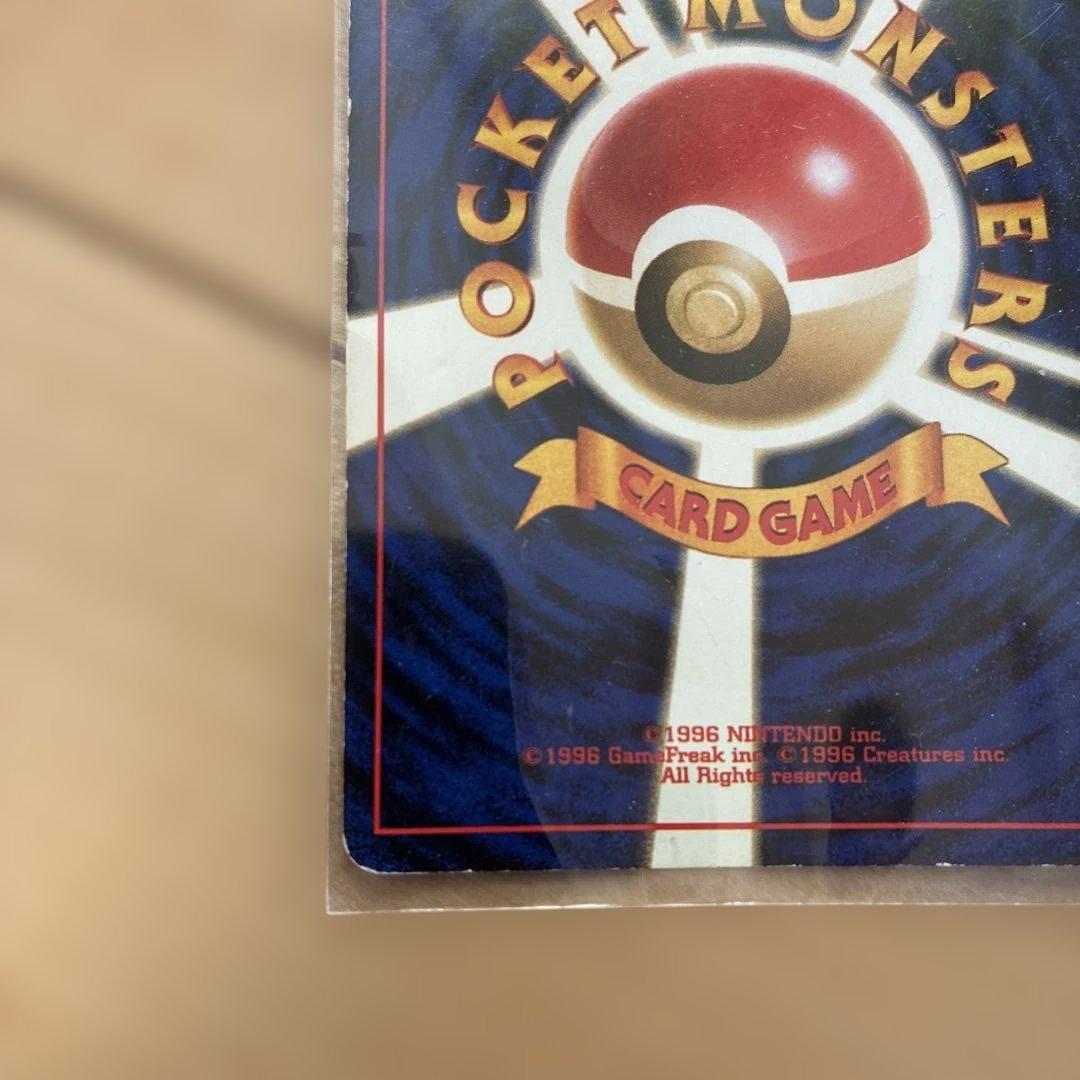 POCKET MONSTERS
CARD GAME
©1996 NINTENDO inc.
©1996 GameFreak inc. ©1996 Creatures inc.
All Rights reserved.